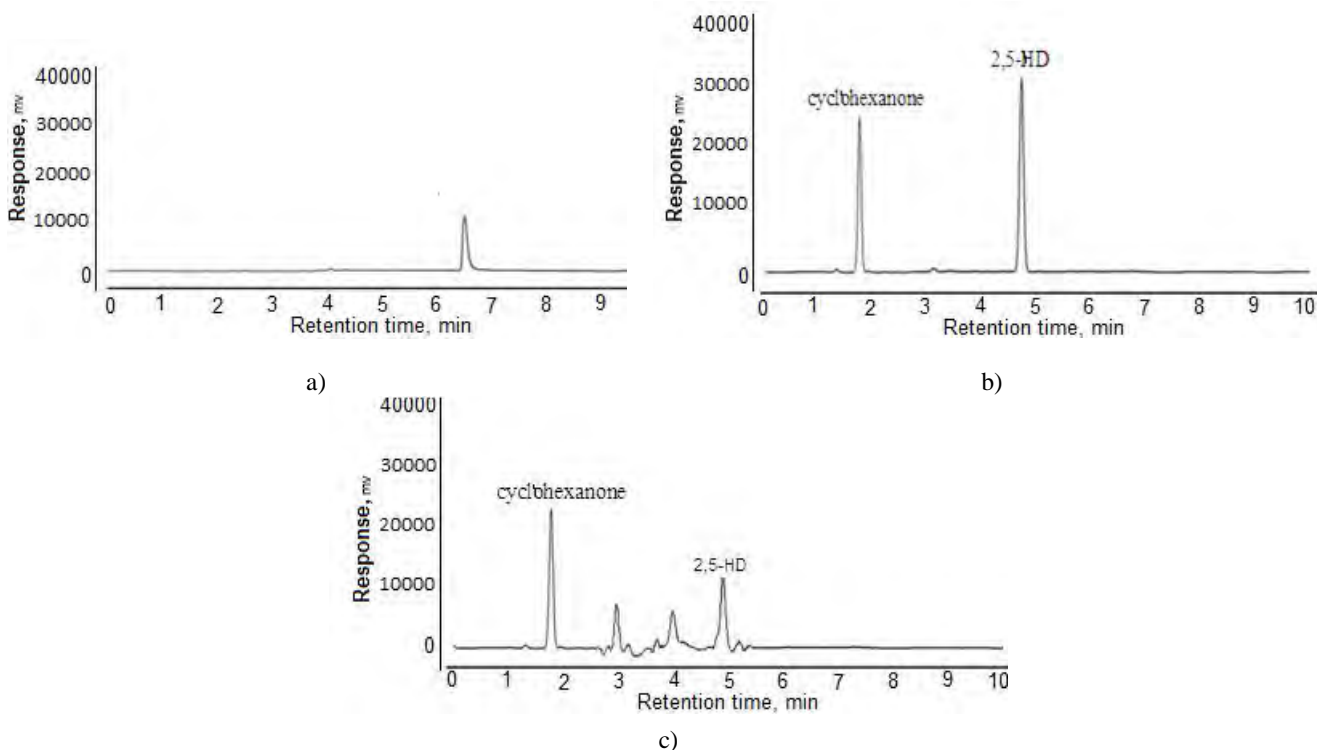 40000
30000
20000
10000
0
Response, mv
0 1 2 3 4 5 6 7 8 9
Retention time, min
a)
40000
30000
20000
10000
0
Response, mv
cyclohexanone
2,5-HD
0 1 2 3 4 5 6 7 8 9 10
Retention time, min
b)
40000
30000
20000
10000
0
Response, mv
cyclohexanone
2,5-HD
0 1 2 3 4 5 6 7 8 9 10
Retention time, min
c)